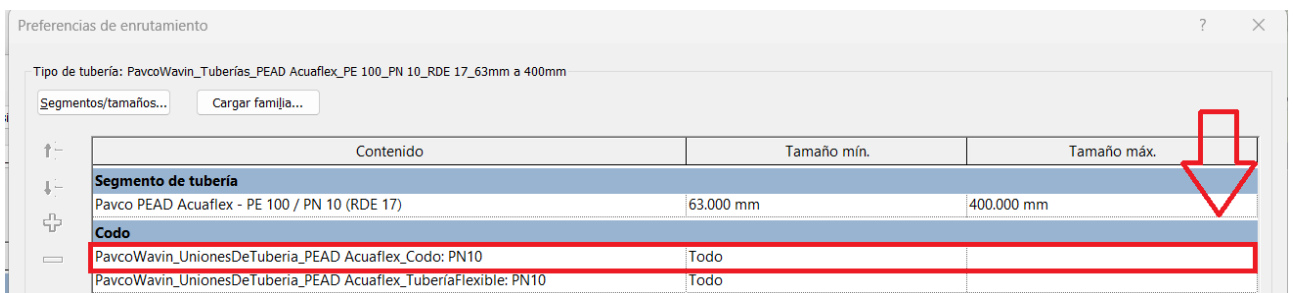 Preferencias de enrutamiento ? ×
Tipo de tubería: PavcoWavin_Tuberías_PEAD Acuaflex_PE 100_PN 10_RDE 17_63mm a 400mm
Segmentos/tamaños... Cargar familia...
Contenido Tamaño mín. Tamaño máx.
Segmento de tubería
Pavco PEAD Acuaflex - PE 100 / PN 10 (RDE 17) 63.000 mm 400.000 mm
Codo
PavcoWavin_UnionesDeTuberia_PEAD Acuaflex_Codo: PN10 Todo
PavcoWavin_UnionesDeTuberia_PEAD Acuaflex_TuberíaFlexible: PN10 Todo